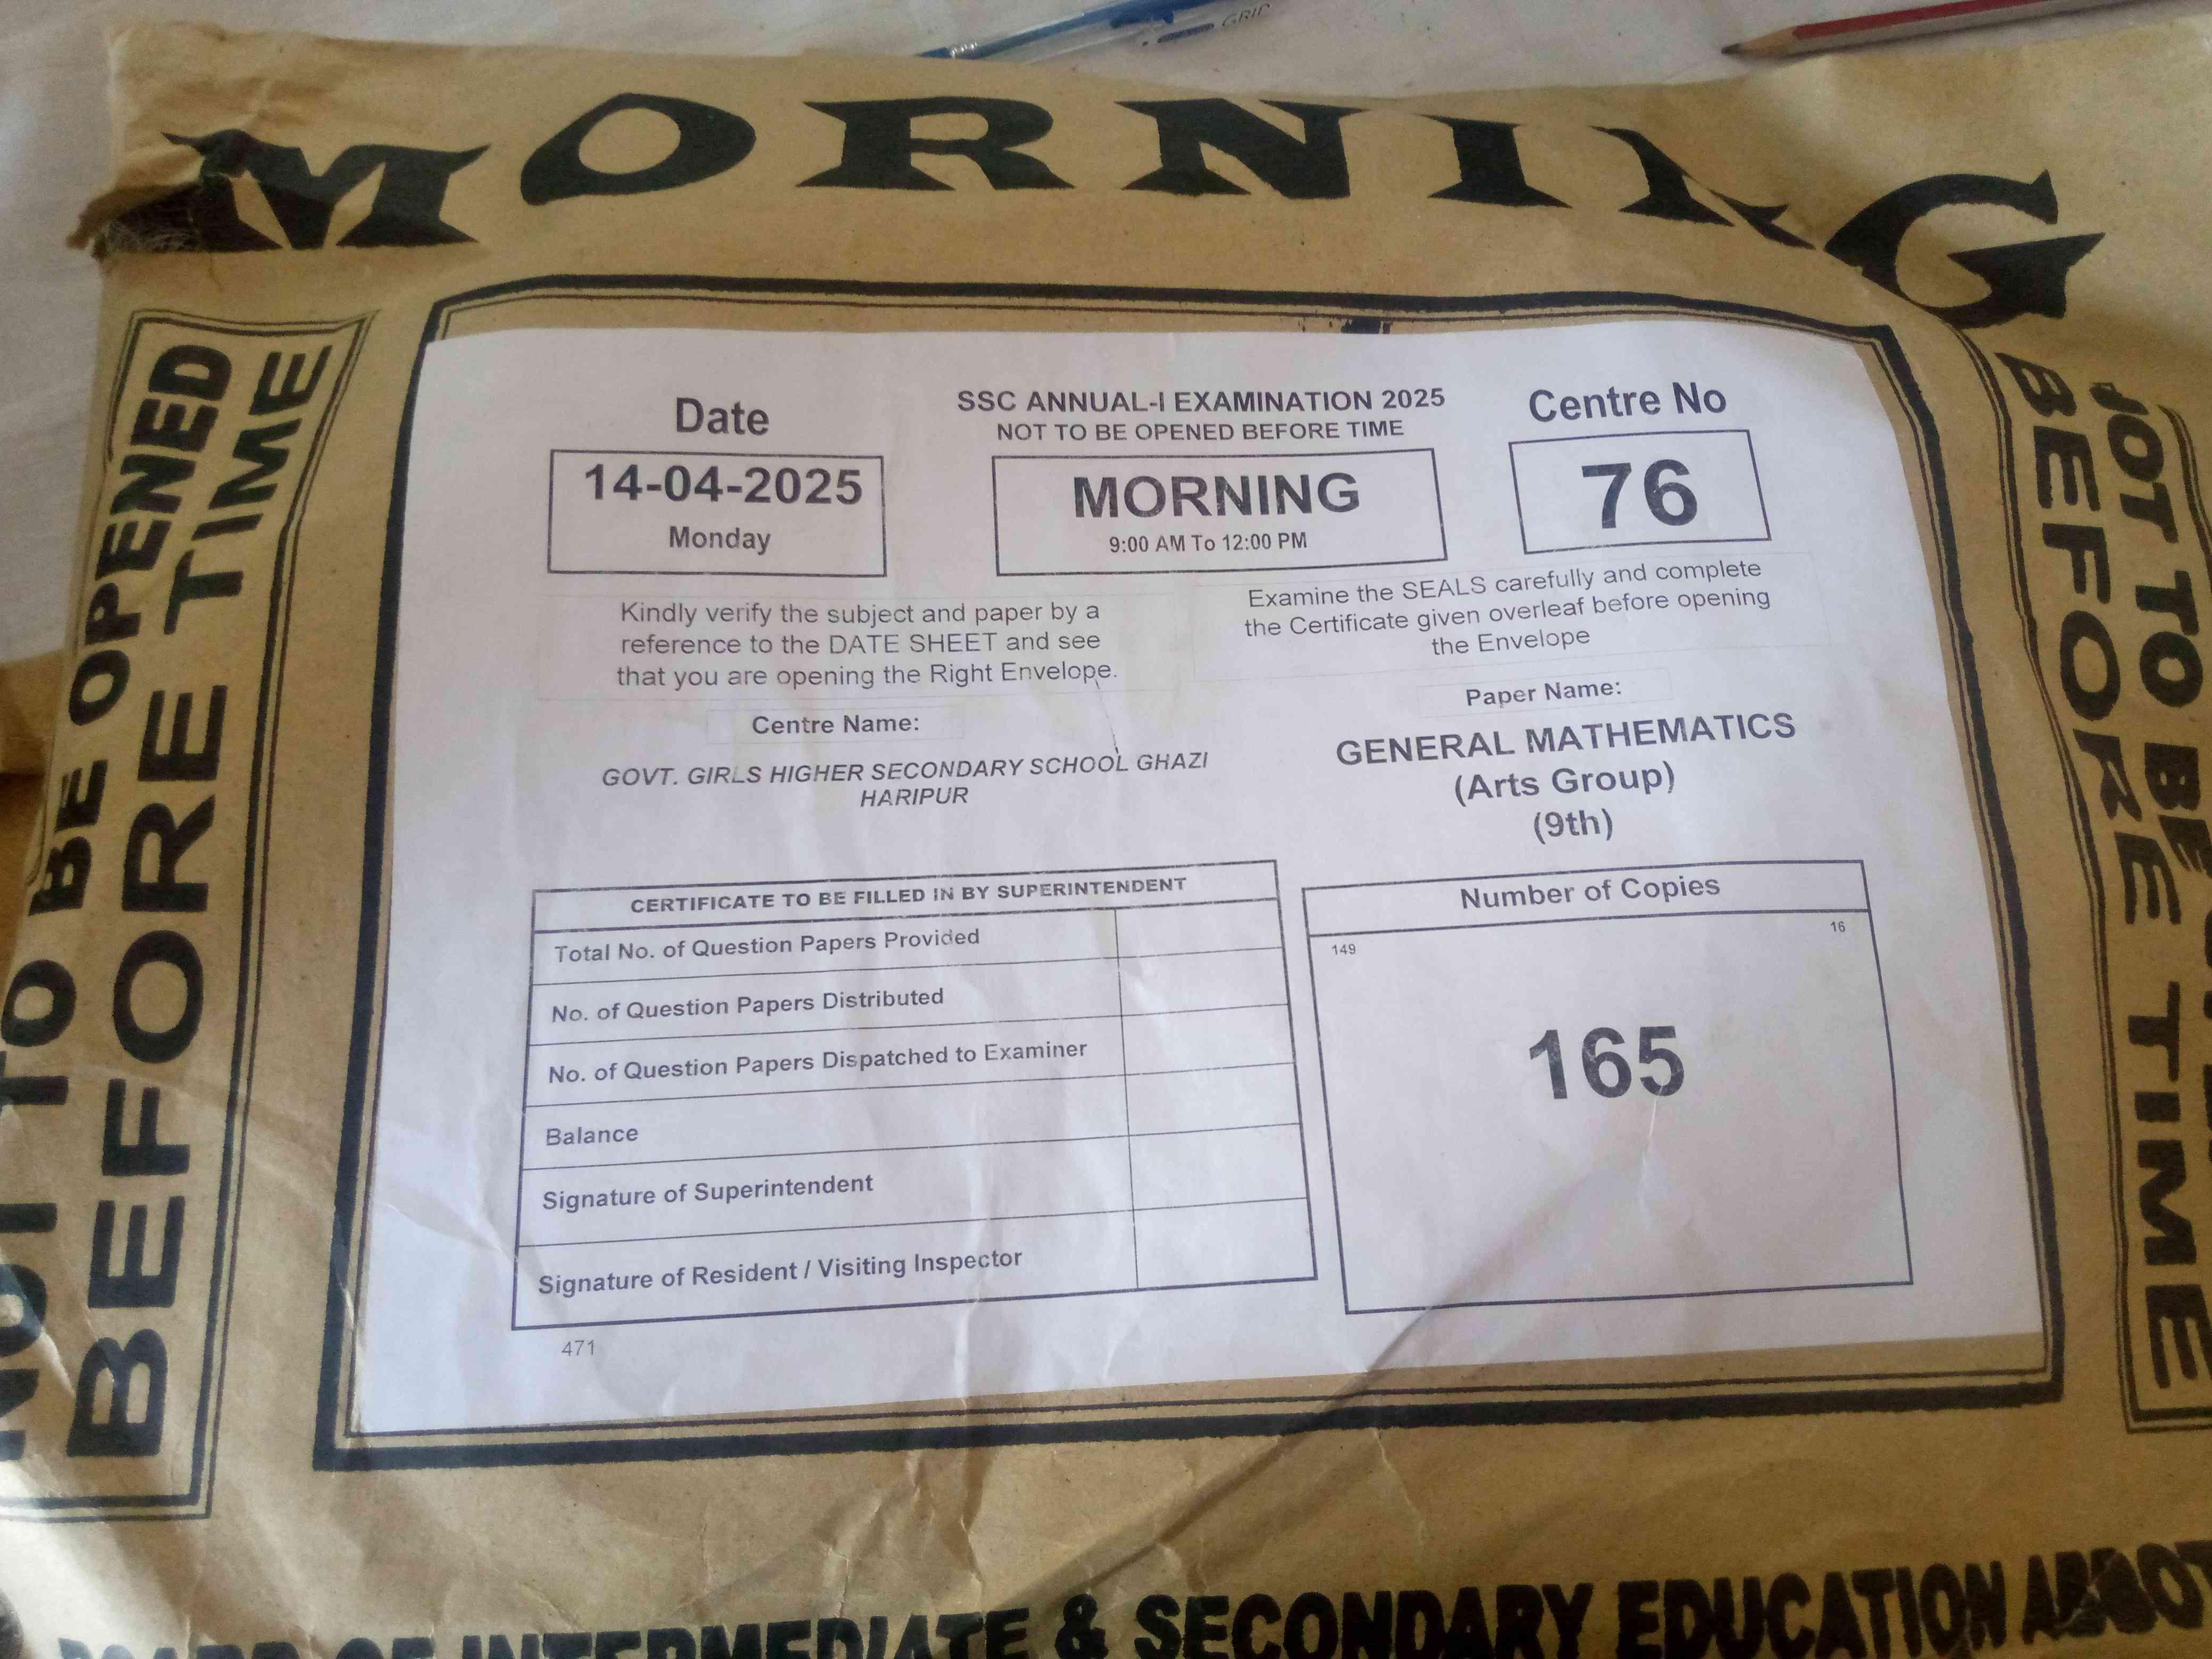 GRIP
MORNING
NOT TO BE OPENED
BEFORE TIME
NOT TO BE
BEFORE TIME
Date
14-04-2025
Monday
SSC ANNUAL-I EXAMINATION 2025
NOT TO BE OPENED BEFORE TIME
MORNING
9:00 AM To 12:00 PM
Centre No
76
Kindly verify the subject and paper by a
reference to the DATE SHEET and see
that you are opening the Right Envelope.
Examine the SEALS carefully and complete
the Certificate given overleaf before opening
the Envelope
Centre Name:
GOVT. GIRLS HIGHER SECONDARY SCHOOL GHAZI
HARIPUR
Paper Name:
GENERAL MATHEMATICS
(Arts Group)
(9th)
CERTIFICATE TO BE FILLED IN BY SUPERINTENDENT
Total No. of Question Papers Provided
No. of Question Papers Distributed
No. of Question Papers Dispatched to Examiner
Balance
Signature of Superintendent
Signature of Resident / Visiting Inspector
Number of Copies
149 16
165
471
BOARD OF INTERMEDIATE & SECONDARY EDUCATION